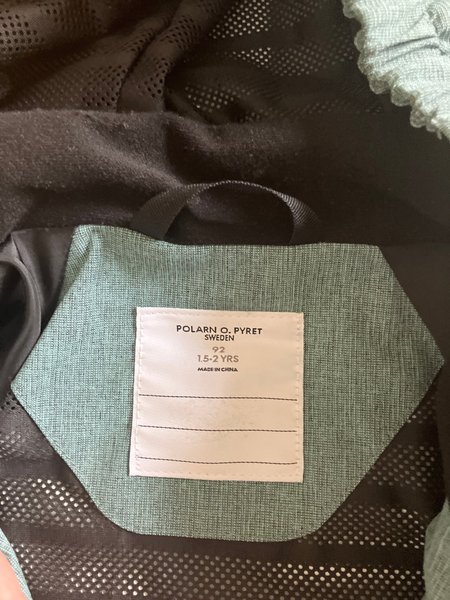 POLARN O. PYRET
SWEDEN
92
1.5-2 YRS
MADE IN CHINA